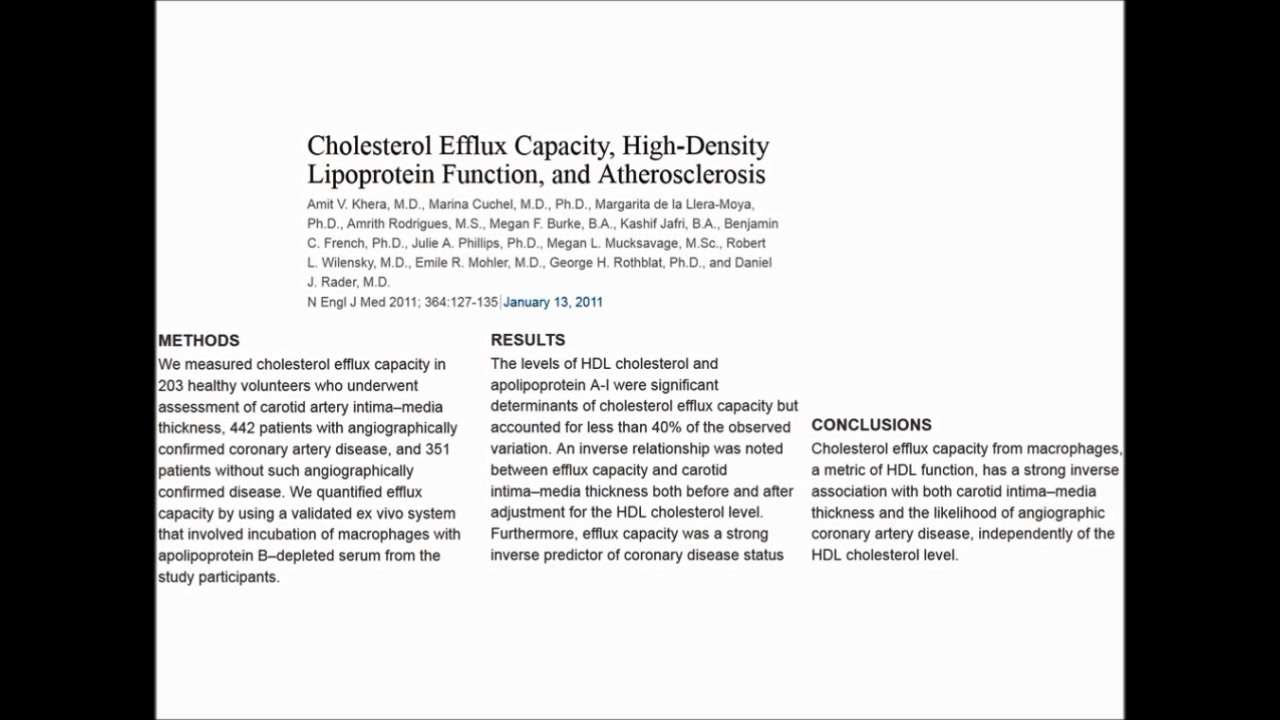 Cholesterol Efflux Capacity, High-Density
Lipoprotein Function, and Atherosclerosis
Amit V. Khera, M.D., Marina Cuchel, M.D., Ph.D., Margarita de la Llera-Moya,
Ph.D., Amrith Rodrigues, M.S., Megan F. Burke, B.A., Kashif Jafri, B.A., Benjamin
C. French, Ph.D., Julie A. Phillips, Ph.D., Megan L. Mucksavage, M.Sc., Robert
L. Wilensky, M.D., Emile R. Mohler, M.D., George H. Rothblat, Ph.D., and Daniel
J. Rader, M.D.
N Engl J Med 2011; 364:127-135 | January 13, 2011
METHODS
We measured cholesterol efflux capacity in
203 healthy volunteers who underwent
assessment of carotid artery intima–media
thickness, 442 patients with angiographically
confirmed coronary artery disease, and 351
patients without such angiographically
confirmed disease. We quantified efflux
capacity by using a validated ex vivo system
that involved incubation of macrophages with
apolipoprotein B–depleted serum from the
study participants.
RESULTS
The levels of HDL cholesterol and
apolipoprotein A-I were significant
determinants of cholesterol efflux capacity but
accounted for less than 40% of the observed
variation. An inverse relationship was noted
between efflux capacity and carotid
intima–media thickness both before and after
adjustment for the HDL cholesterol level.
Furthermore, efflux capacity was a strong
inverse predictor of coronary disease status
CONCLUSIONS
Cholesterol efflux capacity from macrophages,
a metric of HDL function, has a strong inverse
association with both carotid intima–media
thickness and the likelihood of angiographic
coronary artery disease, independently of the
HDL cholesterol level.